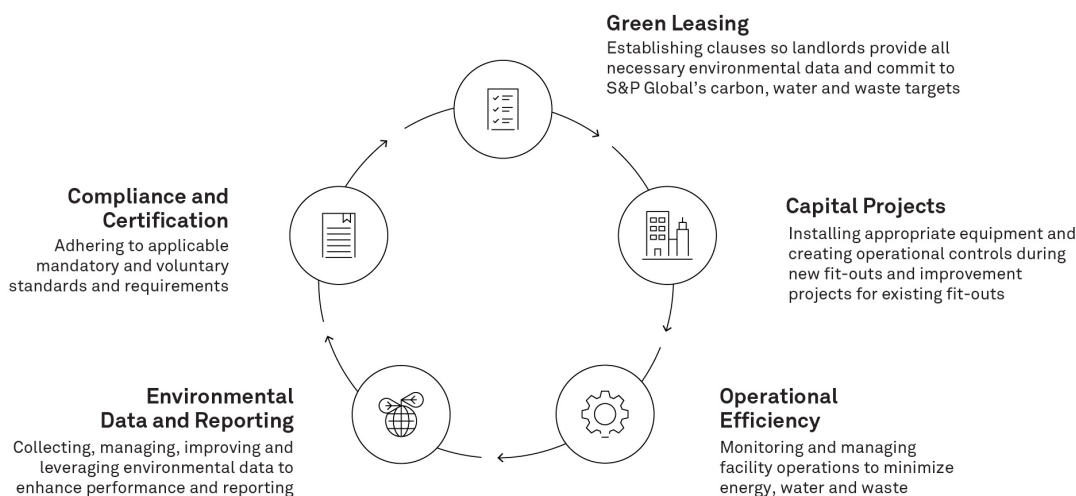 Green Leasing
Establishing clauses so landlords provide all
necessary environmental data and commit to
S&P Global's carbon, water and waste targets
Capital Projects
Installing appropriate equipment and
creating operational controls during
new fit-outs and improvement
projects for existing fit-outs
Operational
Efficiency
Monitoring and managing
facility operations to minimize
energy, water and waste
Environmental
Data and Reporting
Collecting, managing, improving and
leveraging environmental data to
enhance performance and reporting
Compliance and
Certification
Adhering to applicable
mandatory and voluntary
standards and requirements